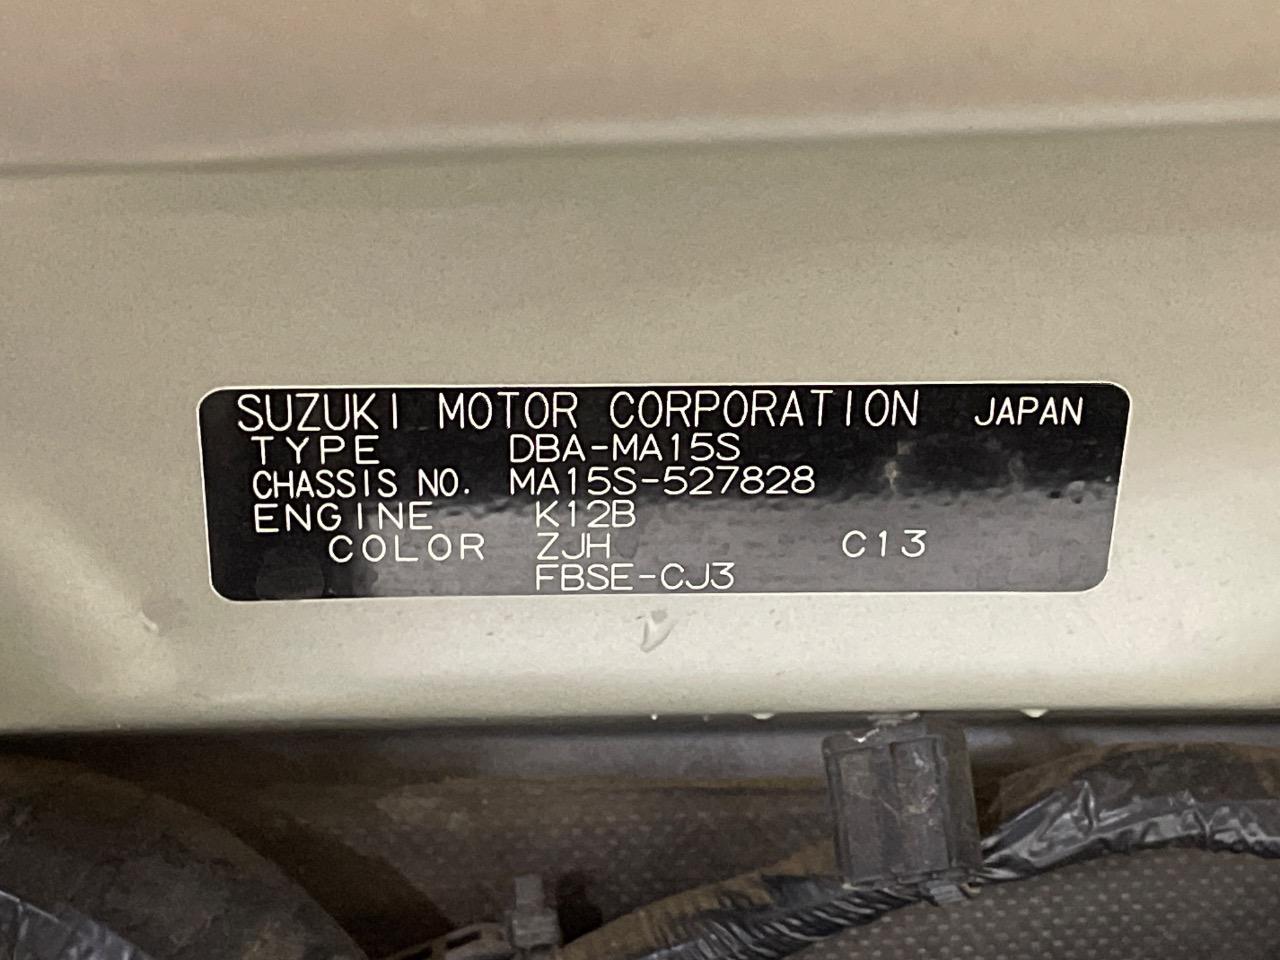 SUZUKI MOTOR CORPORATION JAPAN
TYPE DBA-MA15S
CHASSIS NO. MA15S-527828
ENGINE K12B
COLOR ZJH C13
FBSE-CJ3